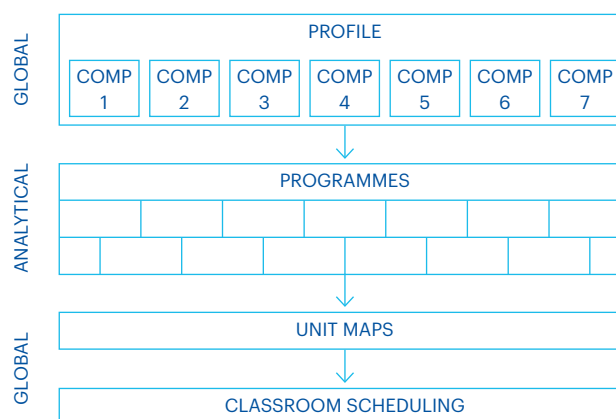 GLOBAL
PROFILE
COMP 1
COMP 2
COMP 3
COMP 4
COMP 5
COMP 6
COMP 7
ANALYTICAL
PROGRAMMES
GLOBAL
UNIT MAPS
CLASSROOM SCHEDULING